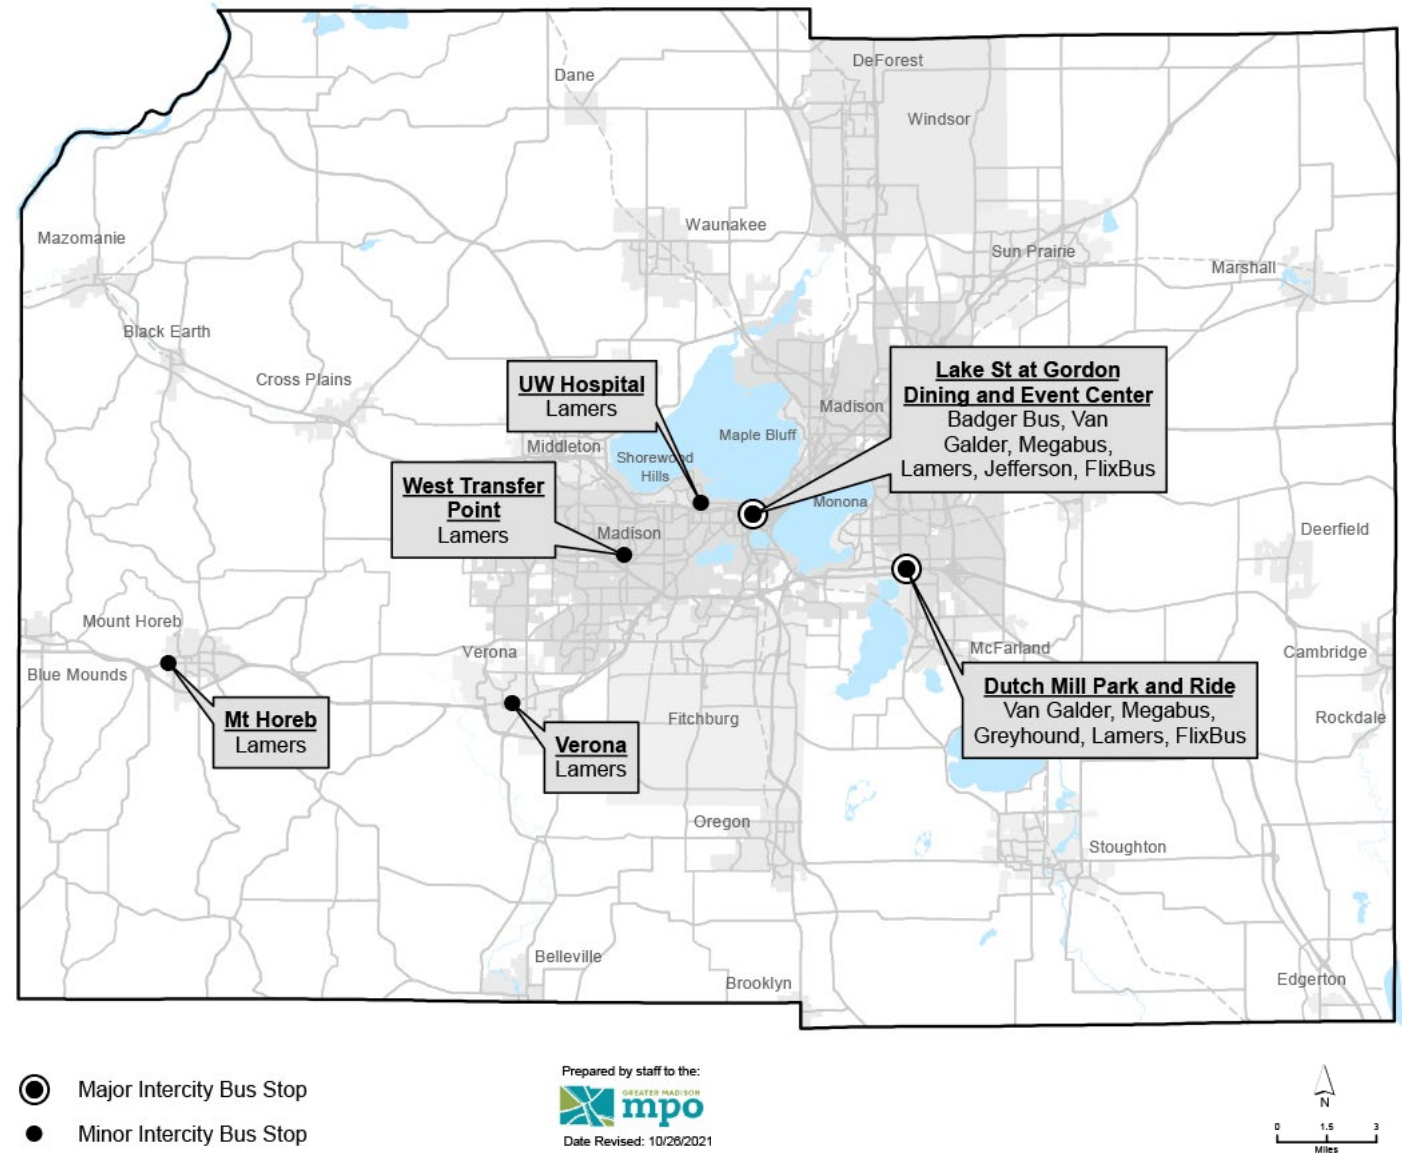 Dane
DeForest
Windsor
Waunakee
Mazomanie
Sun Prairie
Marshall
Black Earth
Cross Plains
UW Hospital
Lamers
Lake St at Gordon
Dining and Event Center
Badger Bus, Van
Galder, Megabus,
Lamers, Jefferson, FlixBus
Madison
Maple Bluff
Middleton
Shorewood
Hills
West Transfer
Point
Lamers
Monona
Madison
Deerfield
Mount Horeb
Verona
McFarland
Cambridge
Blue Mounds
Dutch Mill Park and Ride
Van Galder, Megabus,
Greyhound, Lamers, FlixBus
Mt Horeb
Lamers
Fitchburg
Rockdale
Verona
Lamers
Oregon
Stoughton
Belleville
Brooklyn
Edgerton
Major Intercity Bus Stop
Minor Intercity Bus Stop
Prepared by staff to the:
GREATER MADISON
mpo
Date Revised: 10/26/2021
N
0 1.5 3
Miles